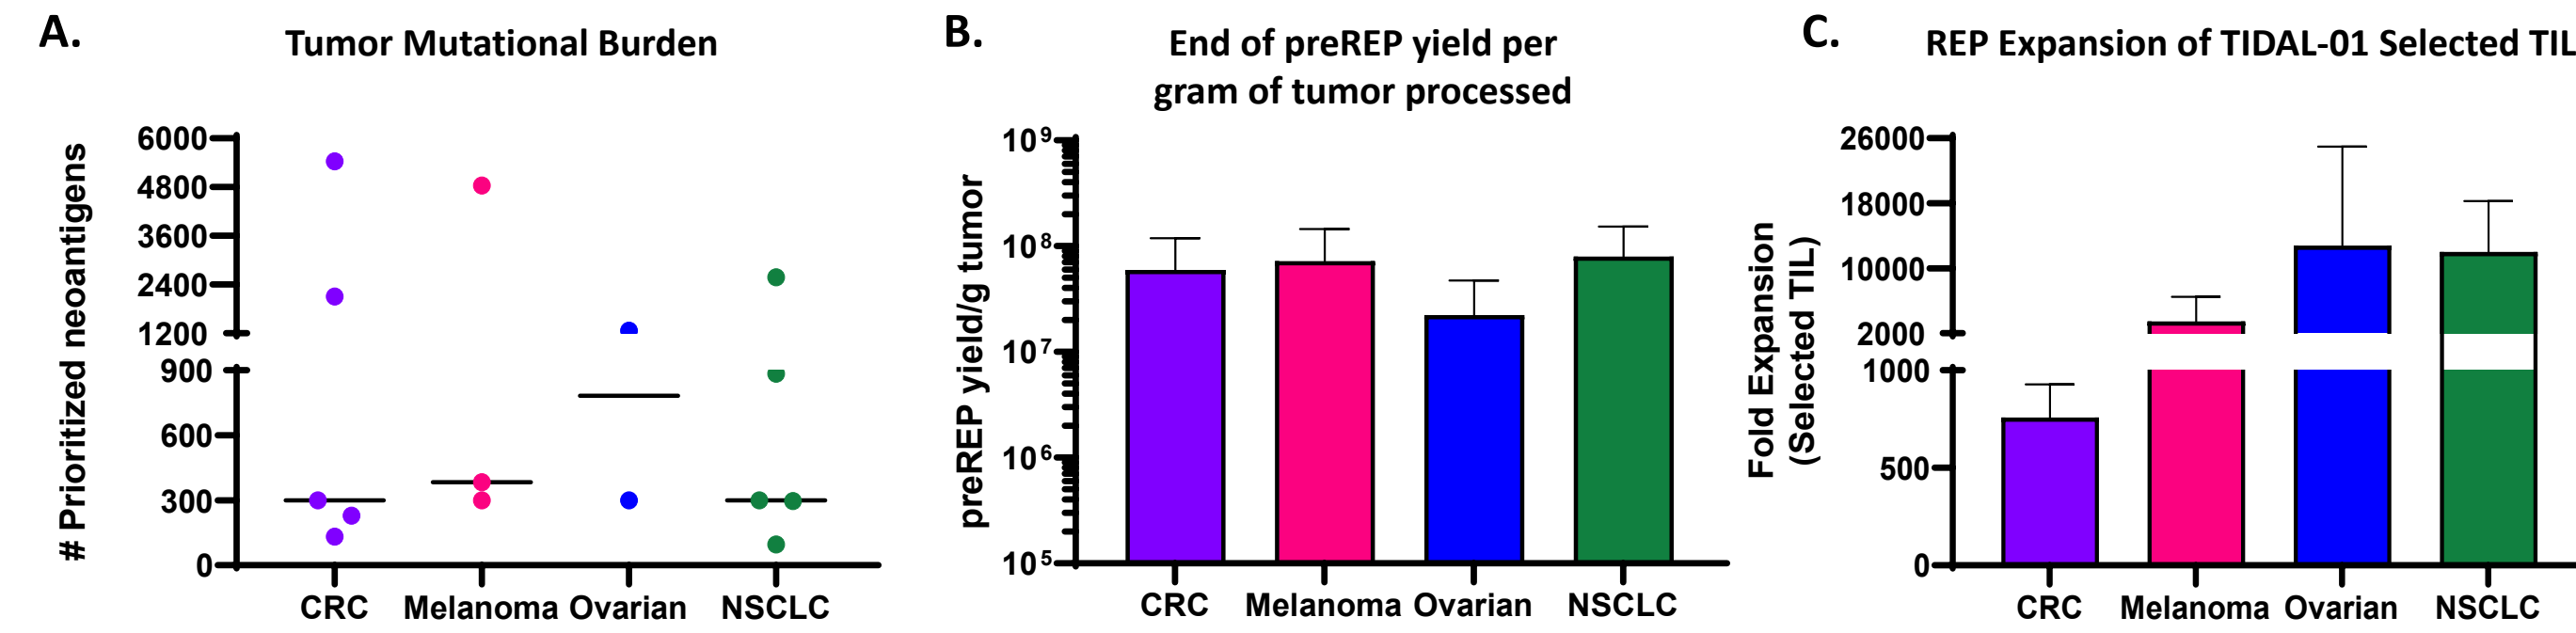 A.
Tumor Mutational Burden
# Prioritized neoantigens
6000
4800
3600
2400
1200
900
600
300
0
CRC Melanoma Ovarian NSCLC
B.
End of preREP yield per
gram of tumor processed
preREP yield/g tumor
10⁹
10⁸
10⁷
10⁶
10⁵
CRC Melanoma Ovarian NSCLC
C.
REP Expansion of TIDAL-01 Selected TIL
Fold Expansion
(Selected TIL)
26000
18000
10000
2000
1000
500
0
CRC Melanoma Ovarian NSCLC